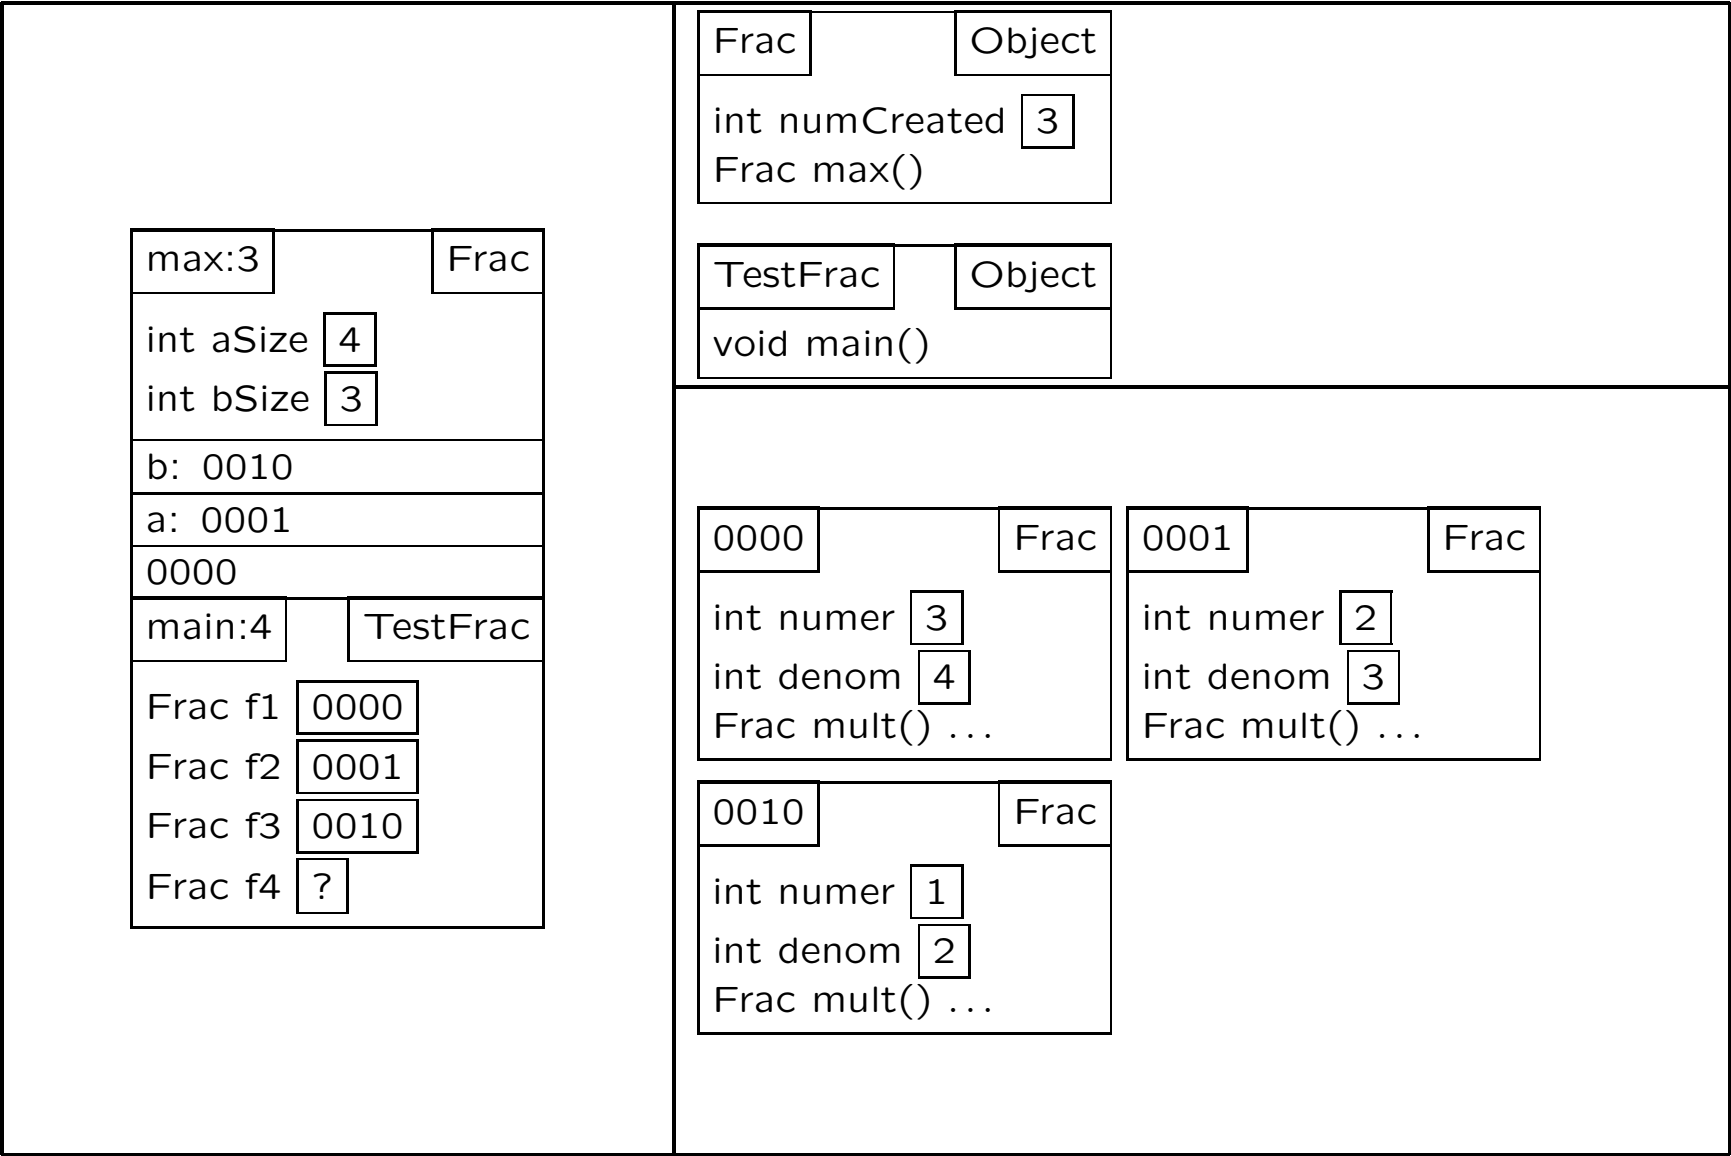 max:3 Frac
int aSize 4
int bSize 3
b: 0010
a: 0001
0000
main:4 TestFrac
Frac f1 0000
Frac f2 0001
Frac f3 0010
Frac f4 ?
Frac Object
int numCreated 3
Frac max()
TestFrac Object
void main()
0000 Frac
int numer 3
int denom 4
Frac mult() ...
0001 Frac
int numer 2
int denom 3
Frac mult() ...
0010 Frac
int numer 1
int denom 2
Frac mult() ...